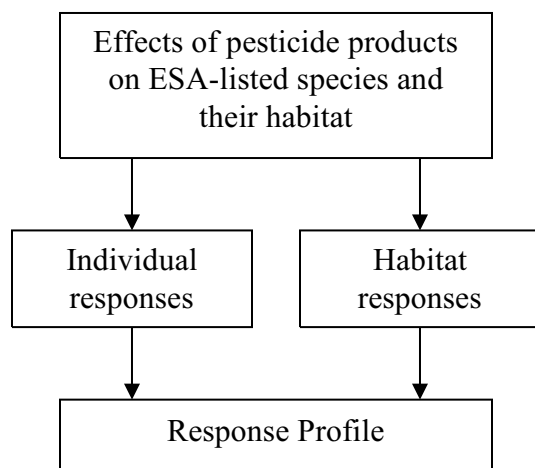 Effects of pesticide products
on ESA-listed species and
their habitat
Individual
responses
Habitat
responses
Response Profile